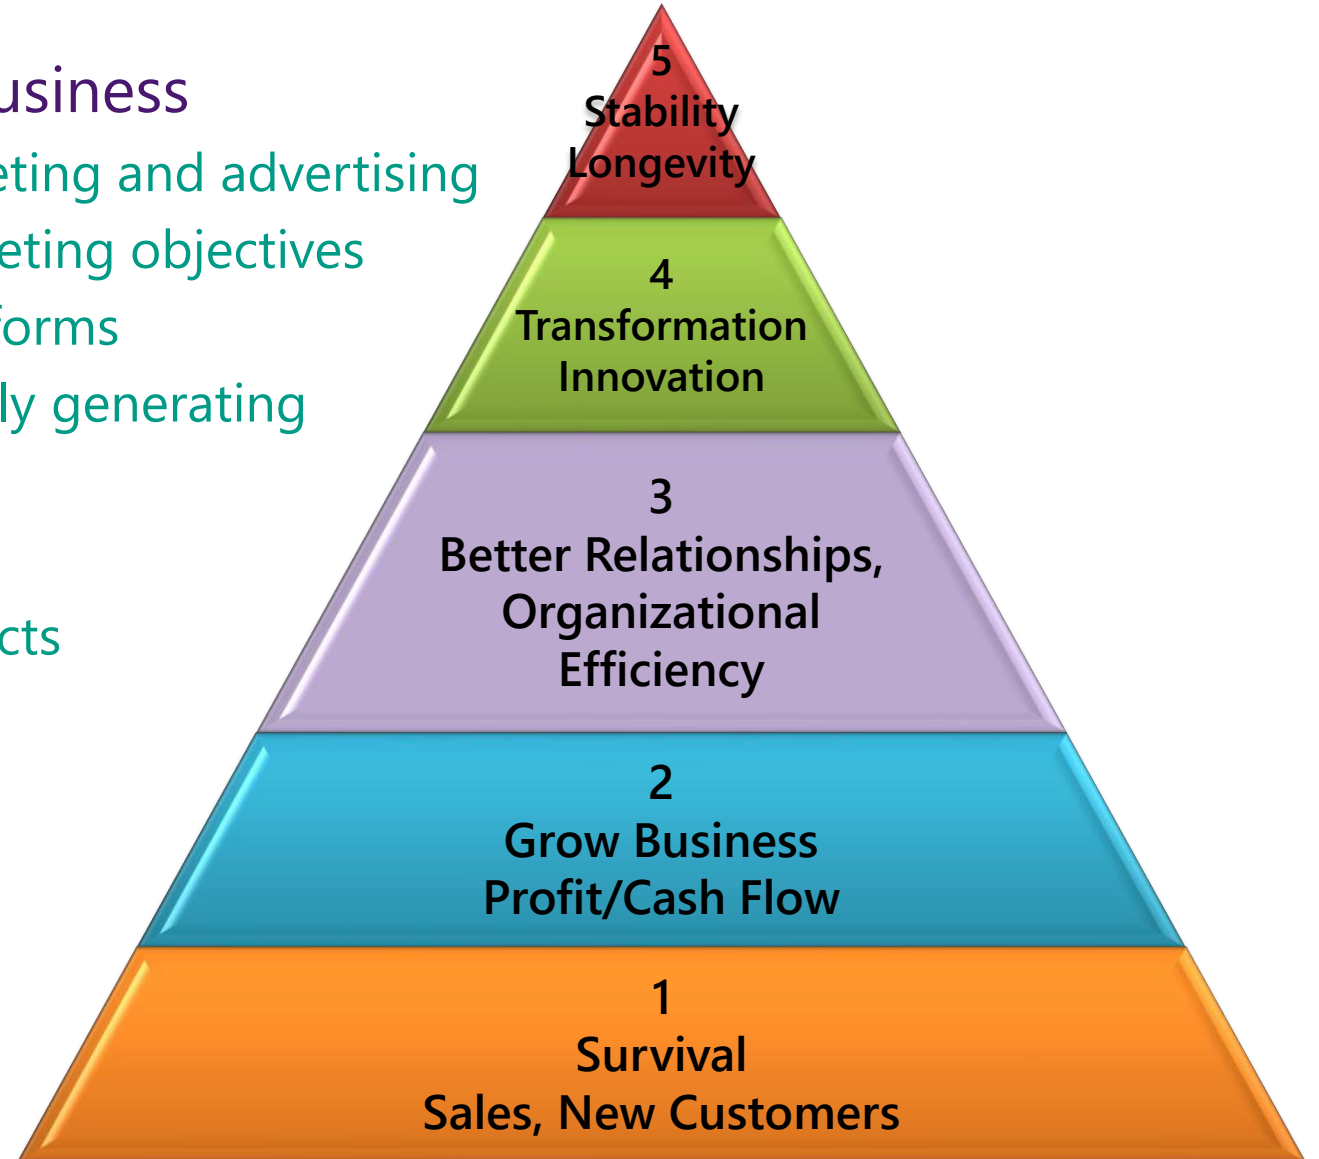 usiness
eting and advertising
eting objectives
forms
ly generating
cts
5
Stability
Longevity
4
Transformation
Innovation
3
Better Relationships,
Organizational
Efficiency
2
Grow Business
Profit/Cash Flow
1
Survival
Sales, New Customers